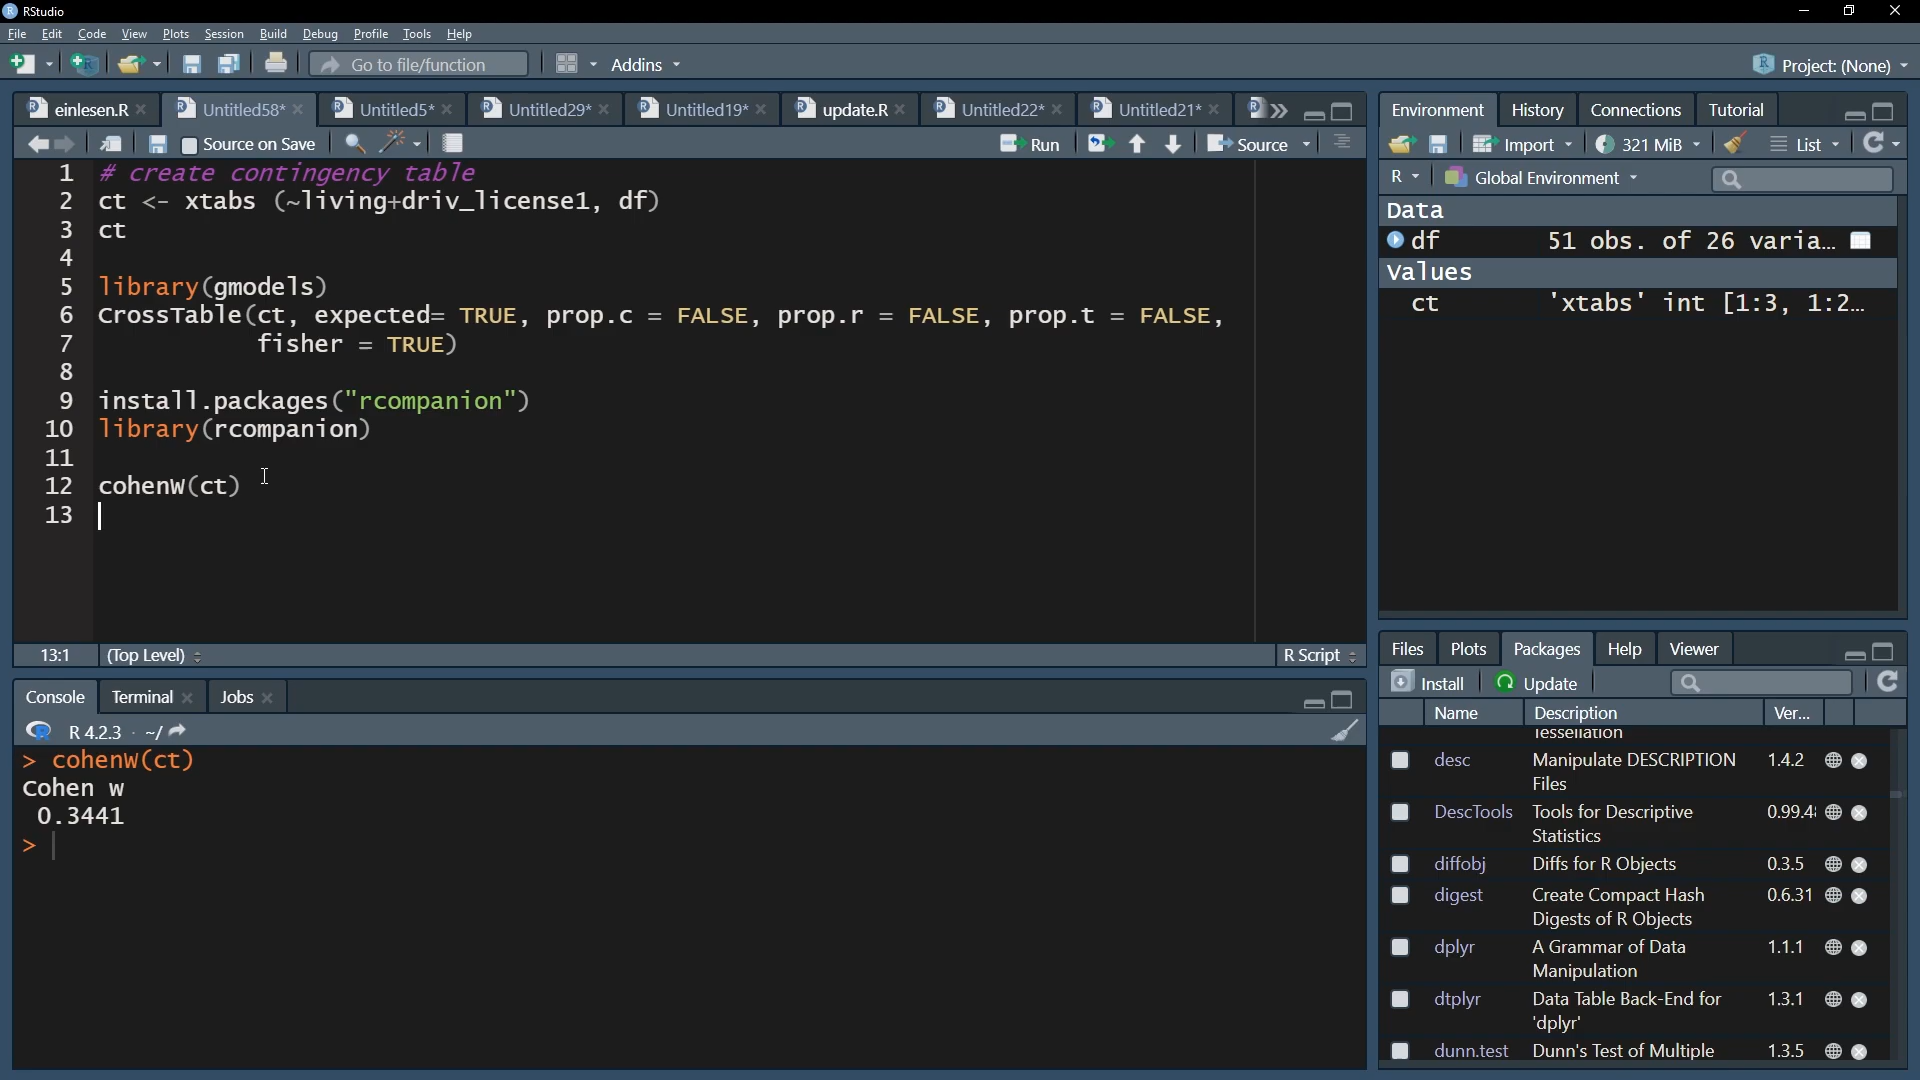 RStudio
File Edit Code View Plots Session Build Debug Profile Tools Help
Go to file/function Addins Project: (None)
einlesen.R Untitled58* Untitled5* Untitled29* Untitled19* update.R Untitled22* Untitled21*
Source on Save Run Source
1 # create contingency table
2 ct <- xtabs (~living+driv_license1, df)
3 ct
4
5 library(gmodels)
6 CrossTable(ct, expected= TRUE, prop.c = FALSE, prop.r = FALSE, prop.t = FALSE,
7 fisher = TRUE)
8
9 install.packages("rcompanion")
10 library(rcompanion)
11
12 cohenW(ct)
13
13:1 (Top Level) R Script
Console Terminal Jobs
R 4.2.3 · ~/
> cohenW(ct)
Cohen w
0.3441
>
Environment History Connections Tutorial
Import 321 MiB List
R Global Environment
Data
df 51 obs. of 26 varia…
Values
ct 'xtabs' int [1:3, 1:2…
Files Plots Packages Help Viewer
Install Update
Name Description Ver...
Tessellation
desc Manipulate DESCRIPTION 1.4.2
Files
DescTools Tools for Descriptive 0.99.4
Statistics
diffobj Diffs for R Objects 0.3.5
digest Create Compact Hash 0.6.31
Digests of R Objects
dplyr A Grammar of Data 1.1.1
Manipulation
dtplyr Data Table Back-End for 1.3.1
'dplyr'
dunn.test Dunn's Test of Multiple 1.3.5